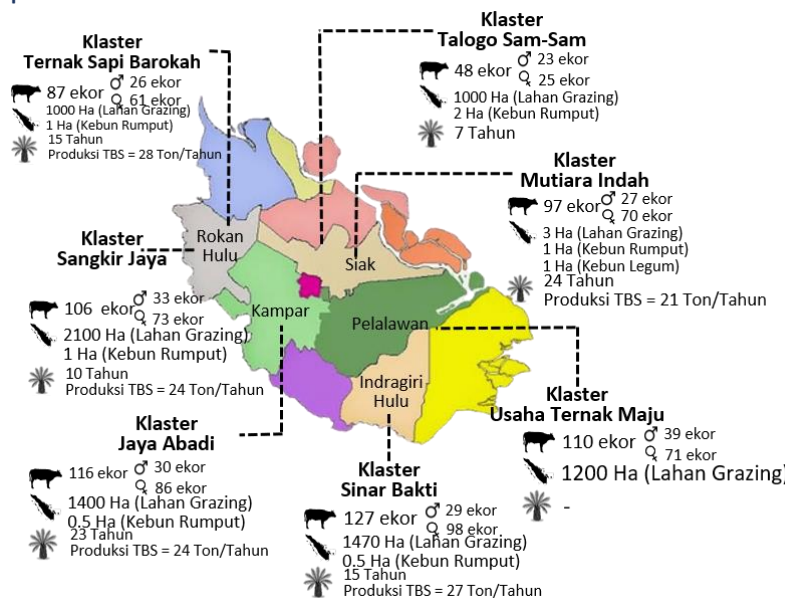 Klaster
Ternak Sapi Barokah
87 ekor
♂ 26 ekor
♀ 61 ekor
1000 Ha (Lahan Grazing)
1 Ha (Kebun Rumput)
15 Tahun
Produksi TBS = 28 Ton/Tahun
Klaster
Talogo Sam-Sam
48 ekor
♂ 23 ekor
♀ 25 ekor
1000 Ha (Lahan Grazing)
2 Ha (Kebun Rumput)
7 Tahun
Klaster
Mutiara Indah
97 ekor
♂ 27 ekor
♀ 70 ekor
3 Ha (Lahan Grazing)
1 Ha (Kebun Rumput)
1 Ha (Kebun Legum)
24 Tahun
Produksi TBS = 21 Ton/Tahun
Klaster
Sangkir Jaya
106 ekor
♂ 33 ekor
♀ 73 ekor
2100 Ha (Lahan Grazing)
1 Ha (Kebun Rumput)
10 Tahun
Produksi TBS = 24 Ton/Tahun
Rokan
Hulu
Siak
Kampar
Pelalawan
Indragiri
Hulu
Klaster
Jaya Abadi
116 ekor
♂ 30 ekor
♀ 86 ekor
1400 Ha (Lahan Grazing)
0.5 Ha (Kebun Rumput)
23 Tahun
Produksi TBS = 24 Ton/Tahun
Klaster
Sinar Bakti
127 ekor
♂ 29 ekor
♀ 98 ekor
1470 Ha (Lahan Grazing)
0.5 Ha (Kebun Rumput)
15 Tahun
Produksi TBS = 27 Ton/Tahun
Klaster
Usaha Ternak Maju
110 ekor
♂ 39 ekor
♀ 71 ekor
1200 Ha (Lahan Grazing)
-